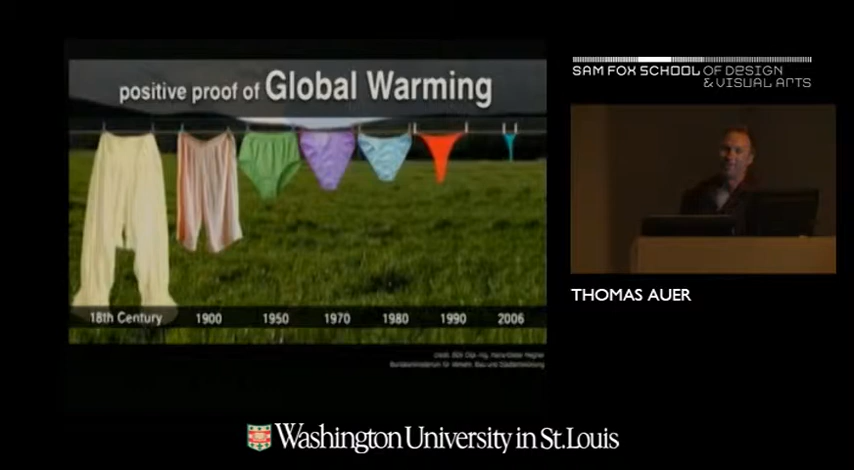 positive proof of Global Warming
18th Century 1900 1950 1970 1980 1990 2006
SAM FOX SCHOOL OF DESIGN
& VISUAL ARTS
THOMAS AUER
Washington University in St. Louis